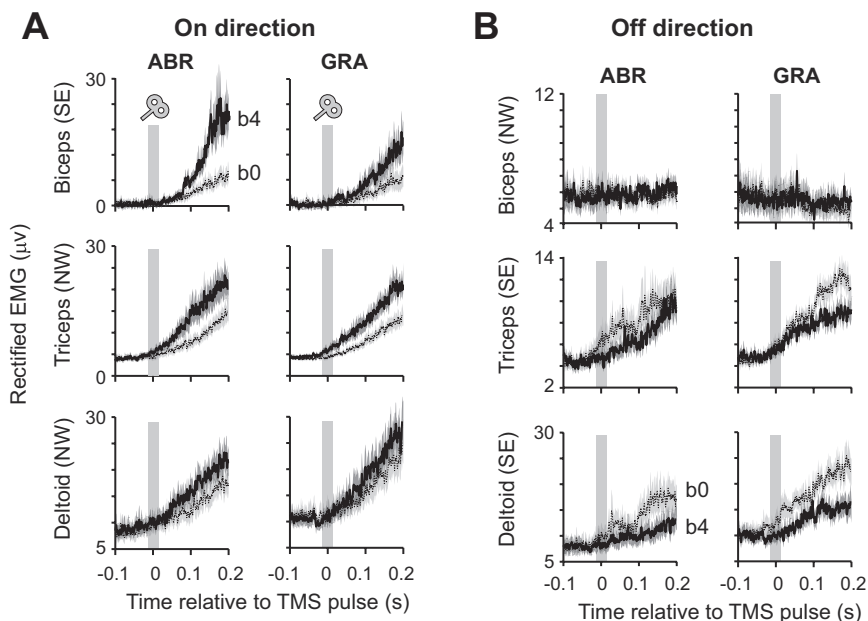 A
On direction
ABR
GRA
30
Biceps (SE)
0
b4
b0
30
Triceps (NW)
0
30
Deltoid (NW)
5
Rectified EMG (μv)
-0.1 0 0.1 0.2
-0.1 0 0.1 0.2
Time relative to TMS pulse (s)
B
Off direction
ABR
GRA
12
Biceps (NW)
4
14
Triceps (SE)
2
30
Deltoid (SE)
5
b0
b4
-0.1 0 0.1 0.2
-0.1 0 0.1 0.2
Time relative to TMS pulse (s)